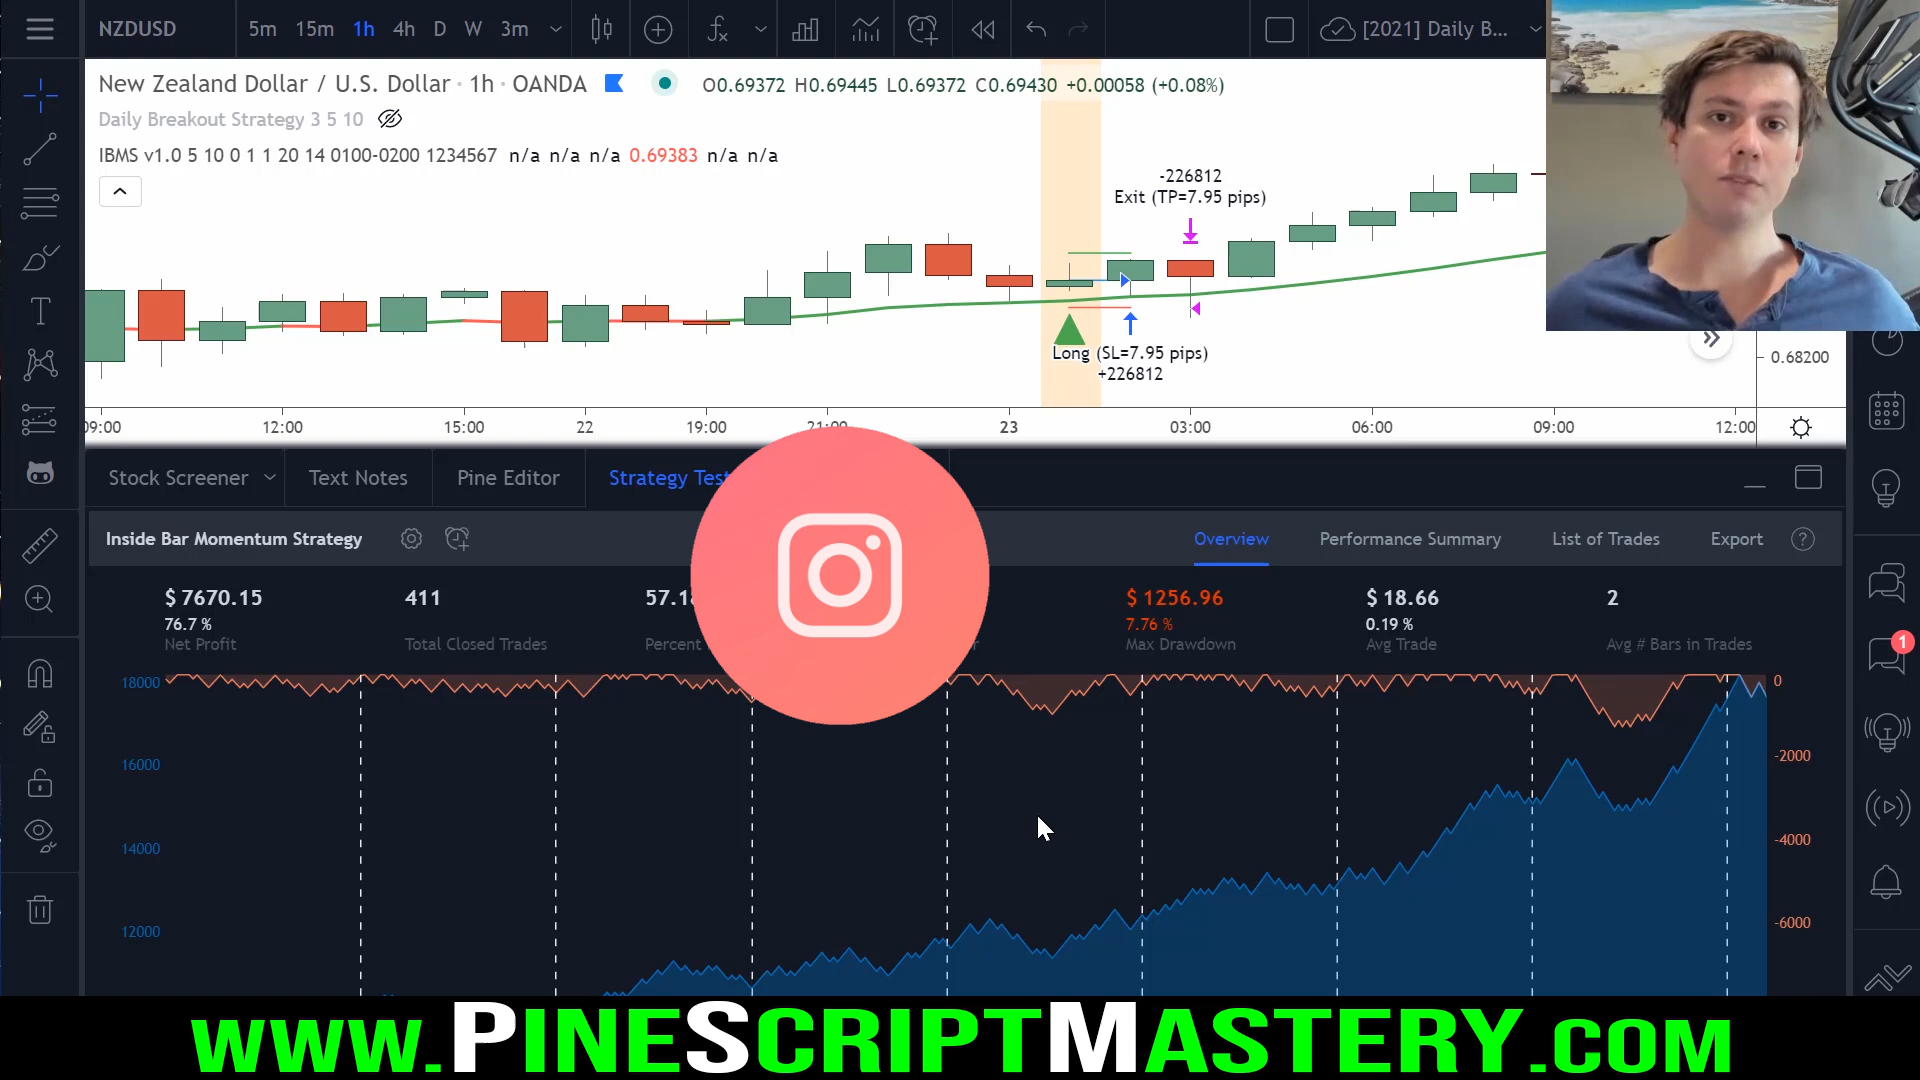 NZDUSD 5m 15m 1h 4h D W 3m [2021] Daily B...
New Zealand Dollar / U.S. Dollar · 1h · OANDA O0.69372 H0.69445 L0.69372 C0.69430 +0.00058 (+0.08%)
Daily Breakout Strategy 3 5 10
IBMS v1.0 5 10 0 1 1 20 14 0100-0200 1234567 n/a n/a n/a 0.69383 n/a n/a
-226812
Exit (TP=7.95 pips)
Long (SL=7.95 pips)
+226812
0.68200
09:00 12:00 15:00 22 19:00 21:00 23 03:00 06:00 09:00 12:00
Stock Screener Text Notes Pine Editor Strategy Tes
Inside Bar Momentum Strategy Overview Performance Summary List of Trades Export ?
$ 7670.15 411 57.1 $ 1256.96 $ 18.66 2
76.7 % 7.76 % 0.19 %
Net Profit Total Closed Trades Percent Max Drawdown Avg Trade Avg # Bars in Trades
1
18000 0
16000 -2000
14000 -4000
12000 -6000
www.PineScriptMastery.com